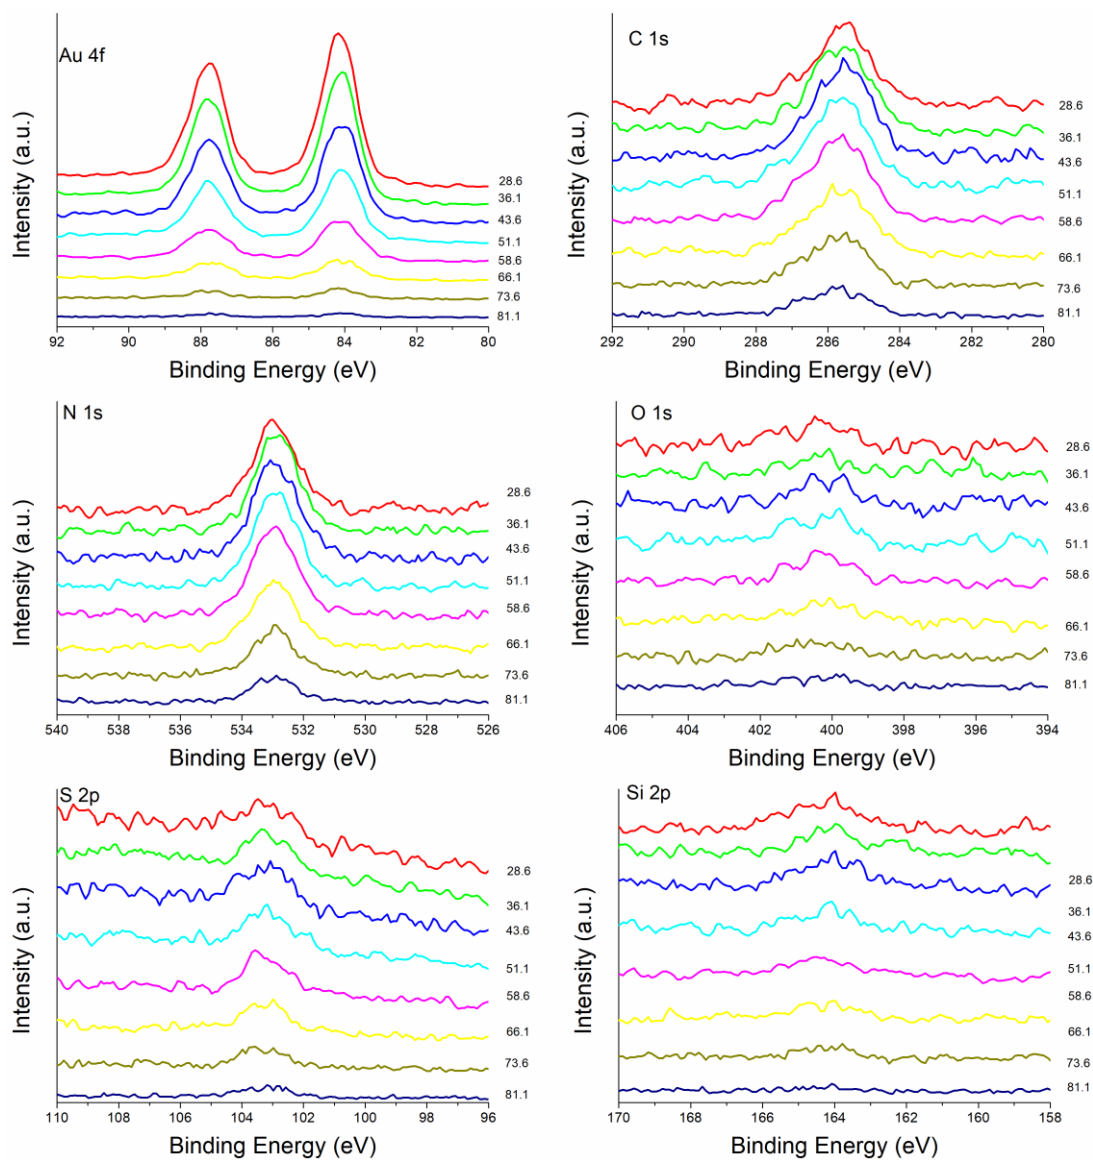 Au 4f
Intensity (a.u.)
28.6
36.1
43.6
51.1
58.6
66.1
73.6
81.1
92 90 88 86 84 82 80
Binding Energy (eV)
C 1s
Intensity (a.u.)
28.6
36.1
43.6
51.1
58.6
66.1
73.6
81.1
292 290 288 286 284 282 280
Binding Energy (eV)
N 1s
Intensity (a.u.)
28.6
36.1
43.6
51.1
58.6
66.1
73.6
81.1
540 538 536 534 532 530 528 526
Binding Energy (eV)
O 1s
Intensity (a.u.)
28.6
36.1
43.6
51.1
58.6
66.1
73.6
81.1
406 404 402 400 398 396 394
Binding Energy (eV)
S 2p
Intensity (a.u.)
28.6
36.1
43.6
51.1
58.6
66.1
73.6
81.1
110 108 106 104 102 100 98 96
Binding Energy (eV)
Si 2p
Intensity (a.u.)
28.6
36.1
43.6
51.1
58.6
66.1
73.6
81.1
170 168 166 164 162 160 158
Binding Energy (eV)